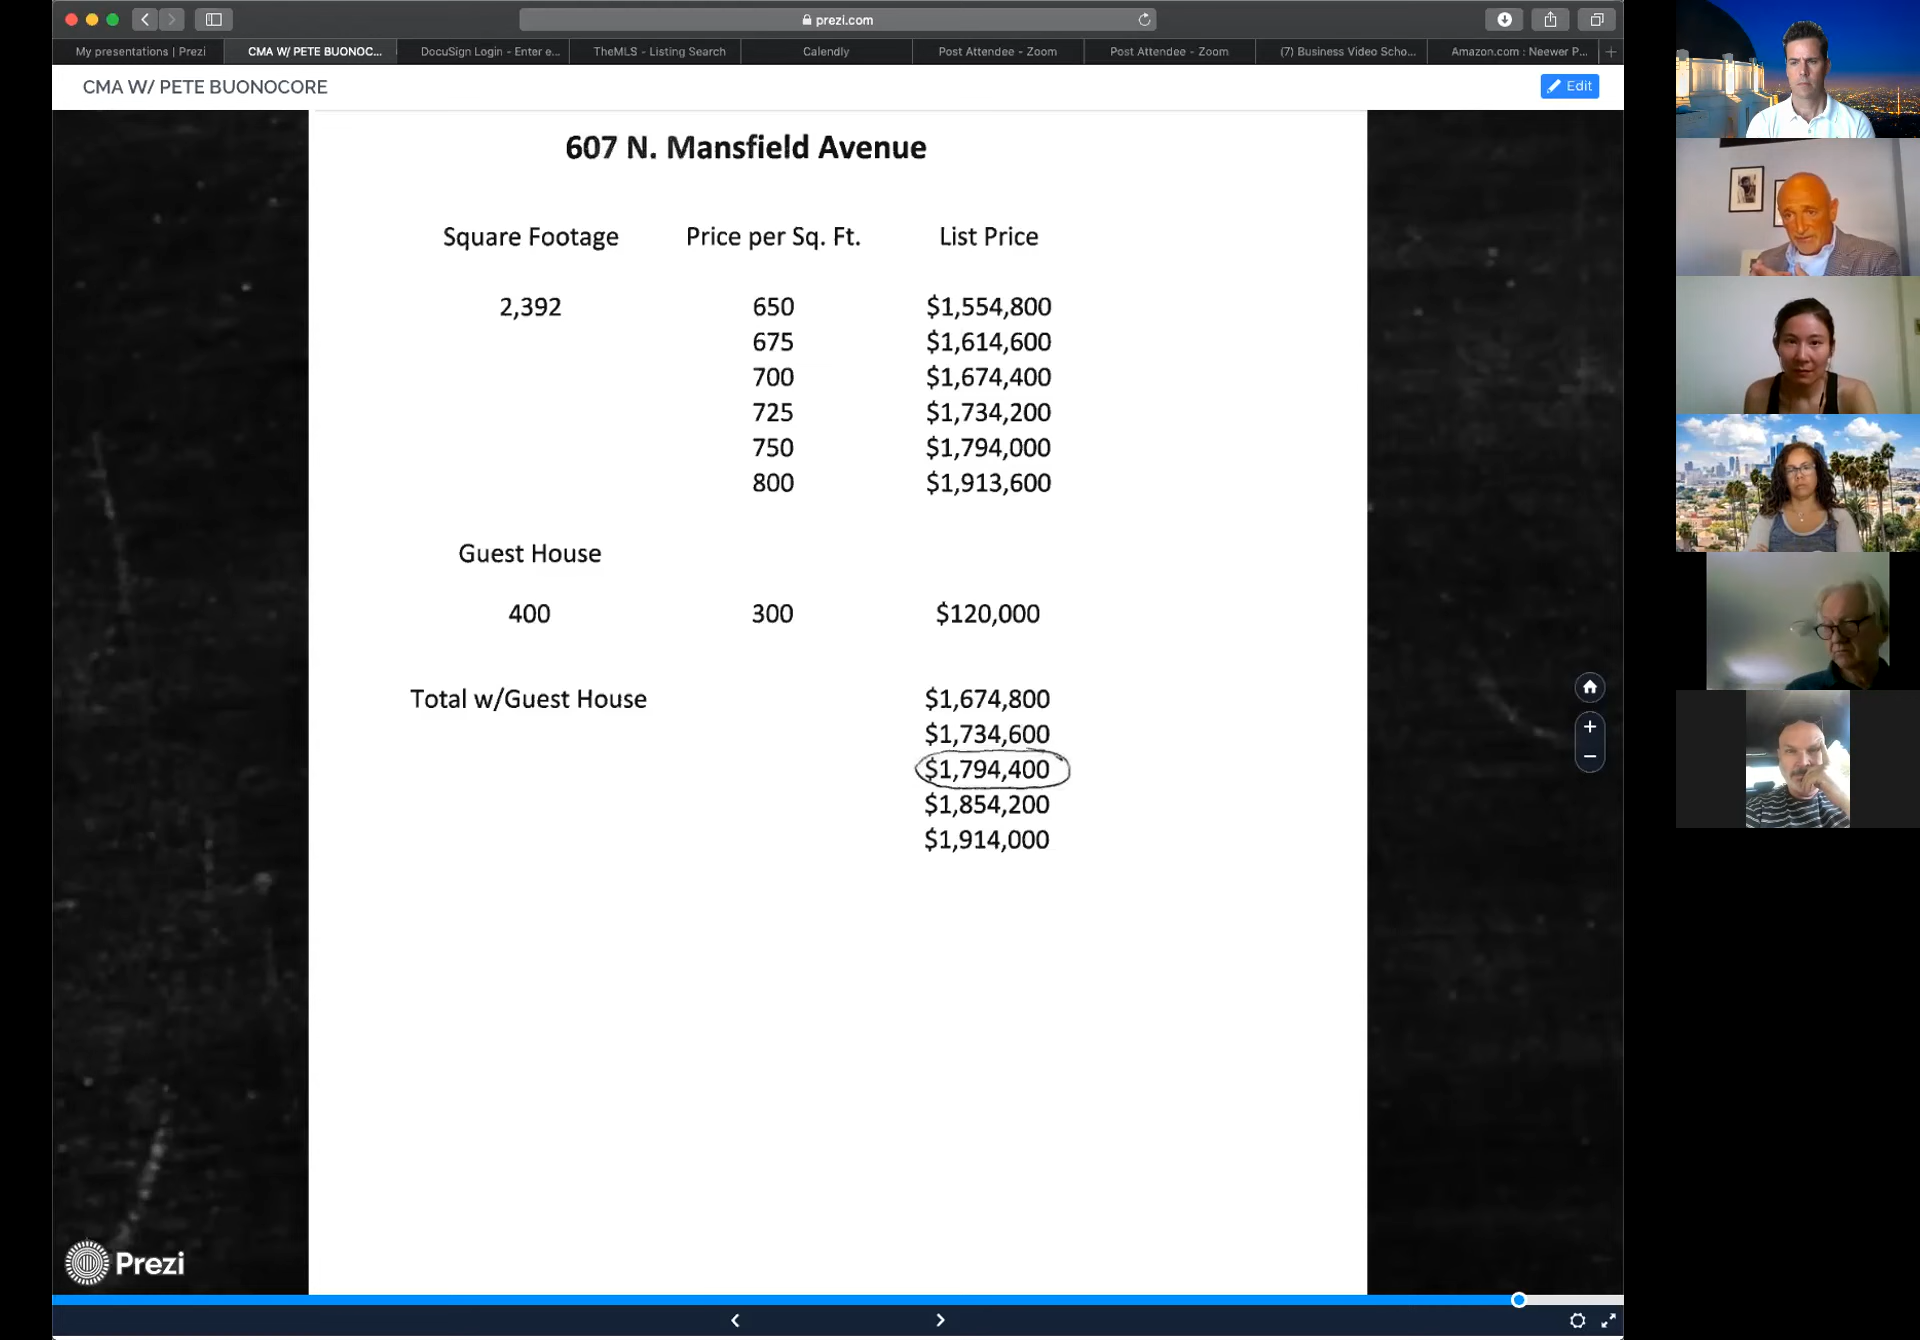 prezi.com
My presentations | Prezi
CMA W/ PETE BUONOC...
DocuSign Login - Enter e...
TheMLS - Listing Search
Calendly
Post Attendee - Zoom
Post Attendee - Zoom
(7) Business Video Scho...
Amazon.com : Neewer P...
CMA W/ PETE BUONOCORE
Edit
607 N. Mansfield Avenue
Square Footage Price per Sq. Ft. List Price
2,392 650 $1,554,800
675 $1,614,600
700 $1,674,400
725 $1,734,200
750 $1,794,000
800 $1,913,600
Guest House
400 300 $120,000
Total w/Guest House $1,674,800
$1,734,600
$1,794,400
$1,854,200
$1,914,000
Prezi